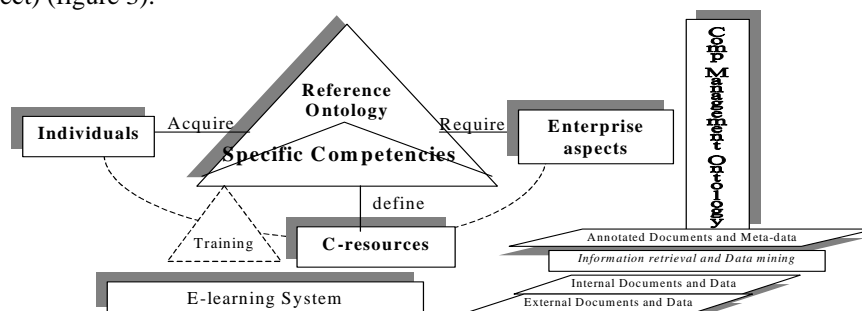 ect) (figure 3).
Reference
Ontology
Individuals
Acquire
Require
Enterprise
aspects
Specific Competencies
define
Training
C-resources
E-learning System
Comp Management Ontology
Annotated Documents and Meta-data
Information retrieval and Data mining
Internal Documents and Data
External Documents and Data